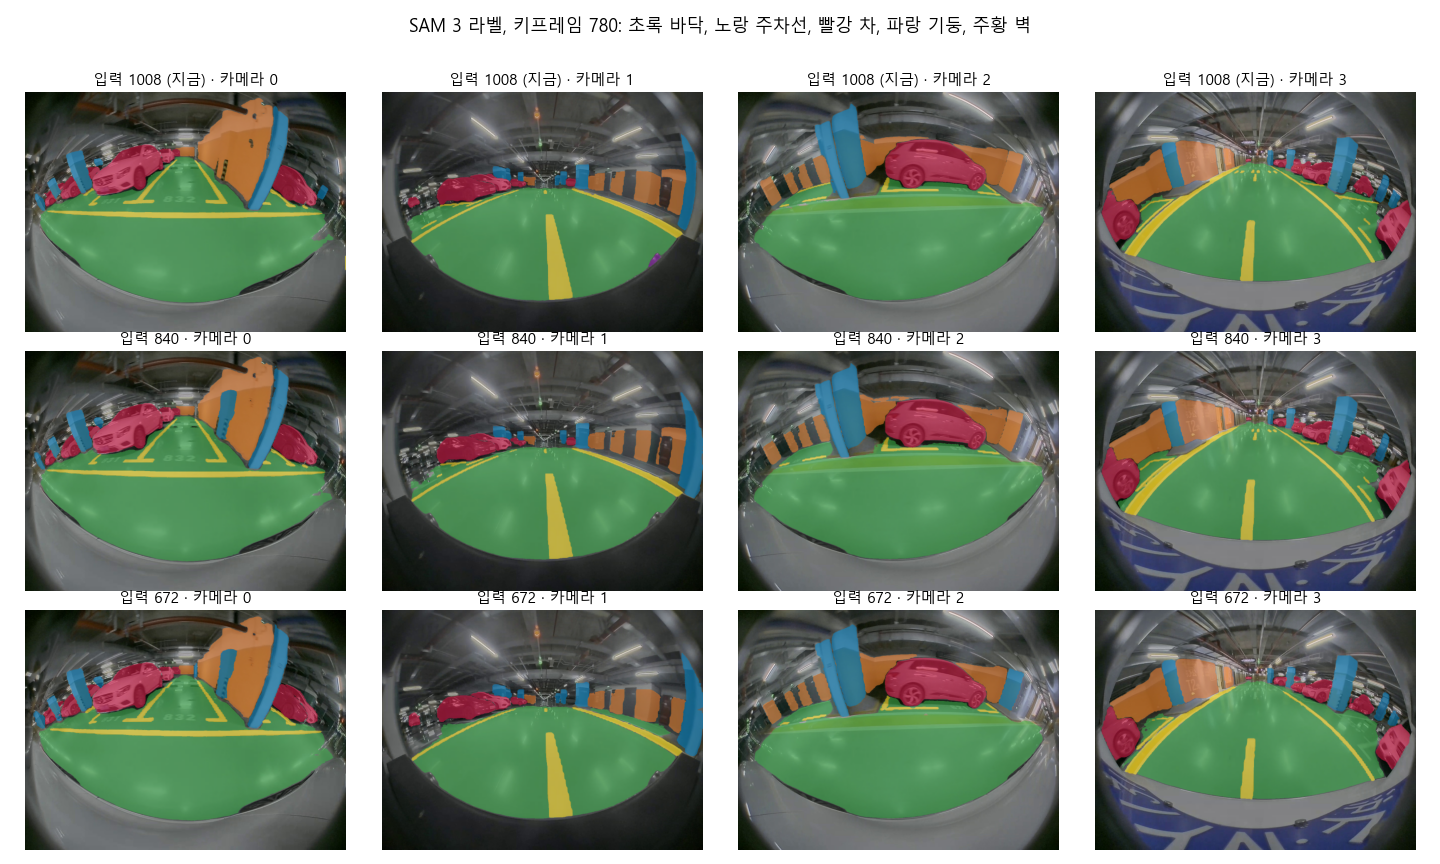 SAM 3 라벨, 키프레임 780: 초록 바닥, 노랑 주차선, 빨강 차, 파랑 기둥, 주황 벽
입력 1008 (지금) · 카메라 0
입력 1008 (지금) · 카메라 1
입력 1008 (지금) · 카메라 2
입력 1008 (지금) · 카메라 3
입력 840 · 카메라 0
입력 840 · 카메라 1
입력 840 · 카메라 2
입력 840 · 카메라 3
입력 672 · 카메라 0
입력 672 · 카메라 1
입력 672 · 카메라 2
입력 672 · 카메라 3